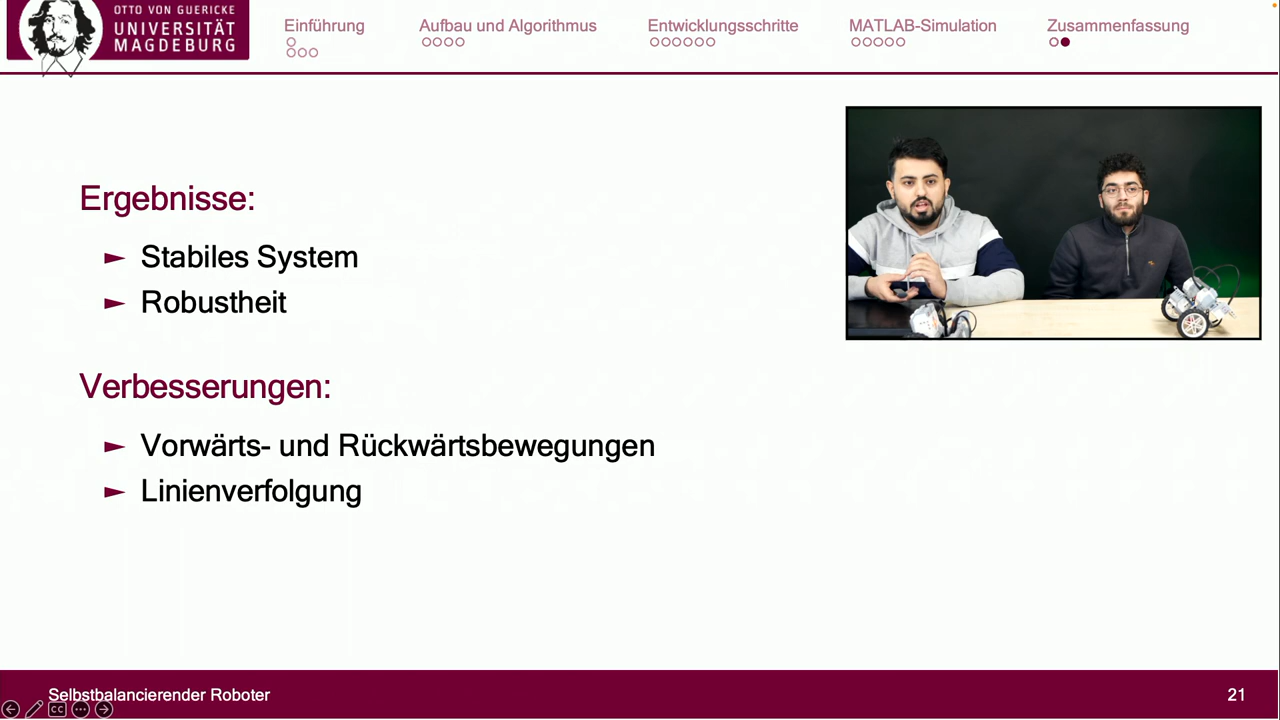 OTTO VON GUERICKE
UNIVERSITÄT
MAGDEBURG
Einführung
Aufbau und Algorithmus
Entwicklungsschritte
MATLAB-Simulation
Zusammenfassung
Ergebnisse:
► Stabiles System
► Robustheit
Verbesserungen:
► Vorwärts- und Rückwärtsbewegungen
► Linienverfolgung
Selbstbalancierender Roboter
21
CC